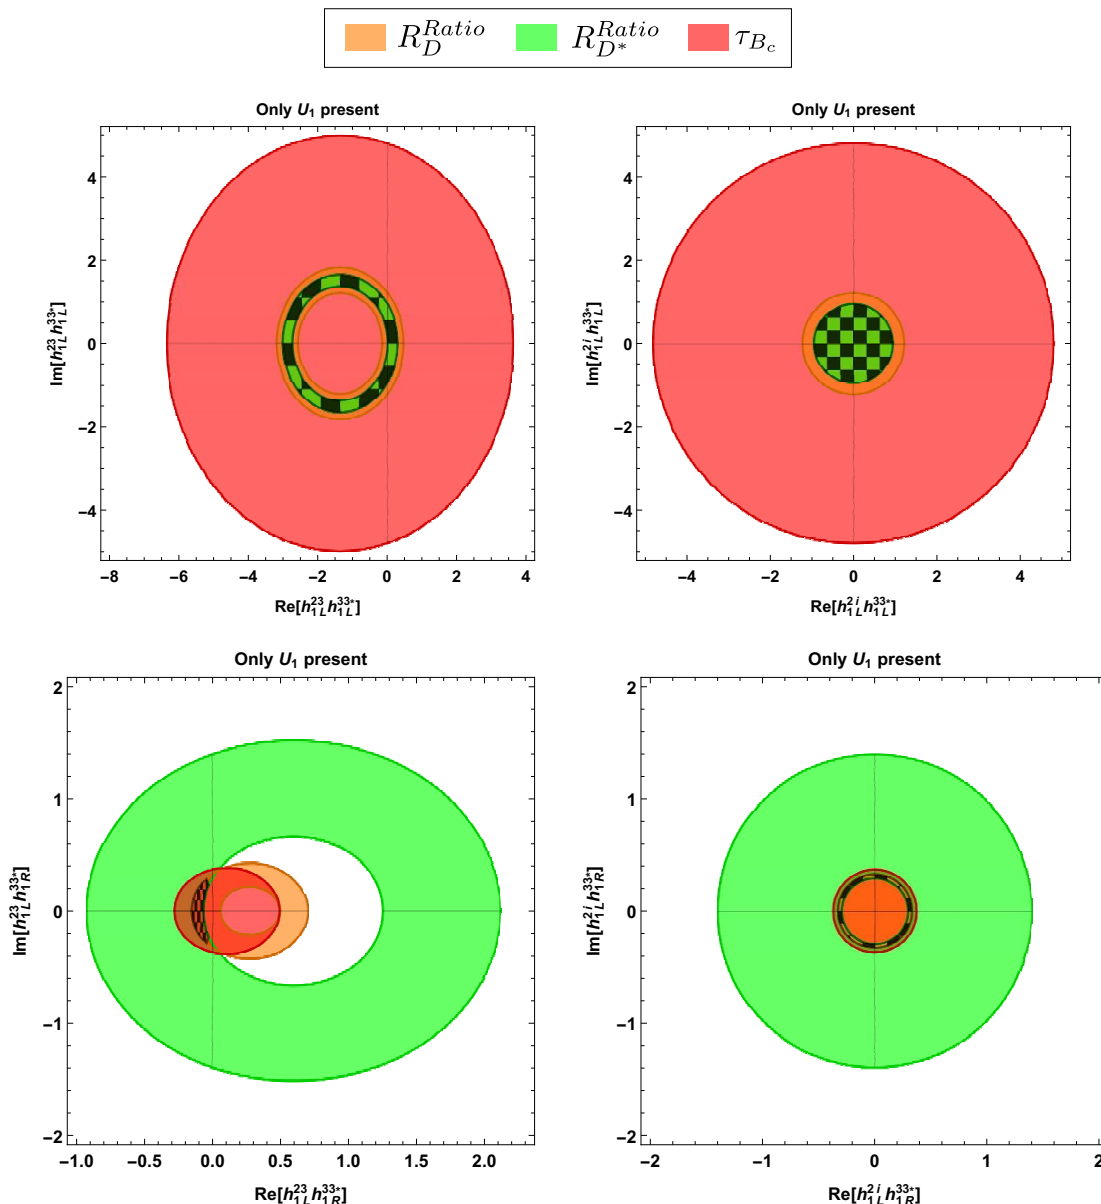 R_D^{Ratio} R_{D*}^{Ratio} τ_{B_c}
Only U_1 present
4
2
0
−2
−4
Im[h_{1L}^{23} h_{1L}^{33*}]
−8 −6 −4 −2 0 2 4
Re[h_{1L}^{23} h_{1L}^{33*}]
Only U_1 present
4
2
0
−2
−4
Im[h_{1L}^{2i} h_{1L}^{33*}]
−4 −2 0 2 4
Re[h_{1L}^{2i} h_{1L}^{33*}]
Only U_1 present
2
1
0
−1
−2
Im[h_{1L}^{23} h_{1R}^{33*}]
−1.0 −0.5 0.0 0.5 1.0 1.5 2.0
Re[h_{1L}^{23} h_{1R}^{33*}]
Only U_1 present
2
1
0
−1
−2
Im[h_{1L}^{2i} h_{1R}^{33*}]
−2 −1 0 1 2
Re[h_{1L}^{2i} h_{1R}^{33*}]